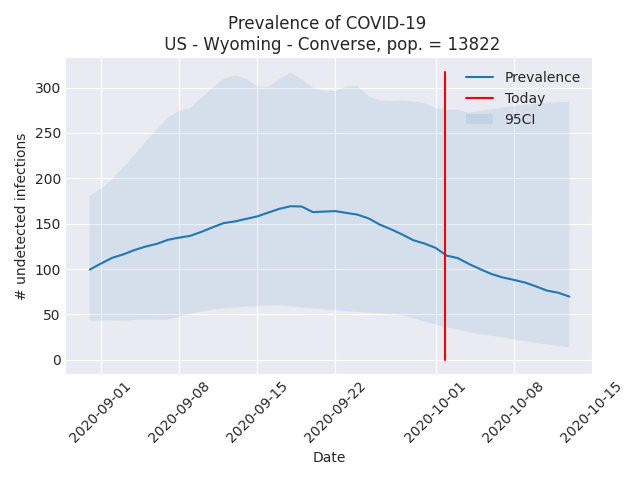 Prevalence of COVID-19
US - Wyoming - Converse, pop. = 13822
Prevalence
Today
95CI
# undetected infections
300
250
200
150
100
50
0
2020-09-01
2020-09-08
2020-09-15
2020-09-22
2020-10-01
2020-10-08
2020-10-15
Date